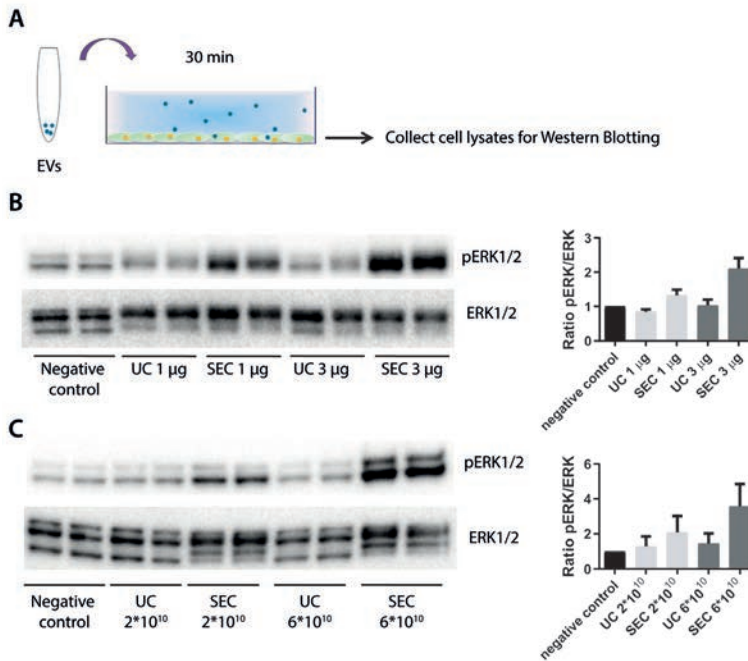 A
30 min
EVs
Collect cell lysates for Western Blotting
B
pERK1/2
ERK1/2
Negative control
UC 1 µg
SEC 1 µg
UC 3 µg
SEC 3 µg
Ratio pERK/ERK
3
2
1
0
negative control
UC 1 µg
SEC 1 µg
UC 3 µg
SEC 3 µg
C
pERK1/2
ERK1/2
Negative
control
UC
2*10¹⁰
SEC
2*10¹⁰
UC
6*10¹⁰
SEC
6*10¹⁰
Ratio pERK/ERK
6
4
2
0
negative control
UC 2*10¹⁰
SEC 2*10¹⁰
UC 6*10¹⁰
SEC 6*10¹⁰